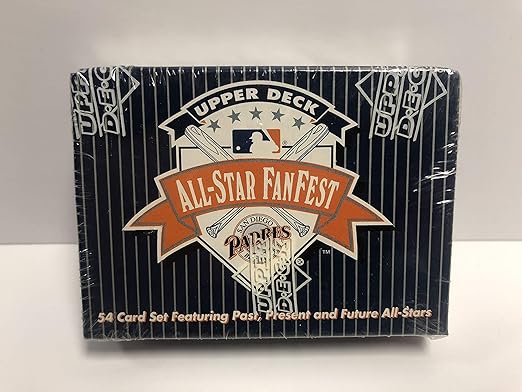 UPPER DECK
UPPER DECK
UPPER DECK
ALL-STAR FANFEST
SAN DIEGO
PADRES
TM
UPPER DECK
®
54 Card Set Featuring Past, Present and Future All-Stars